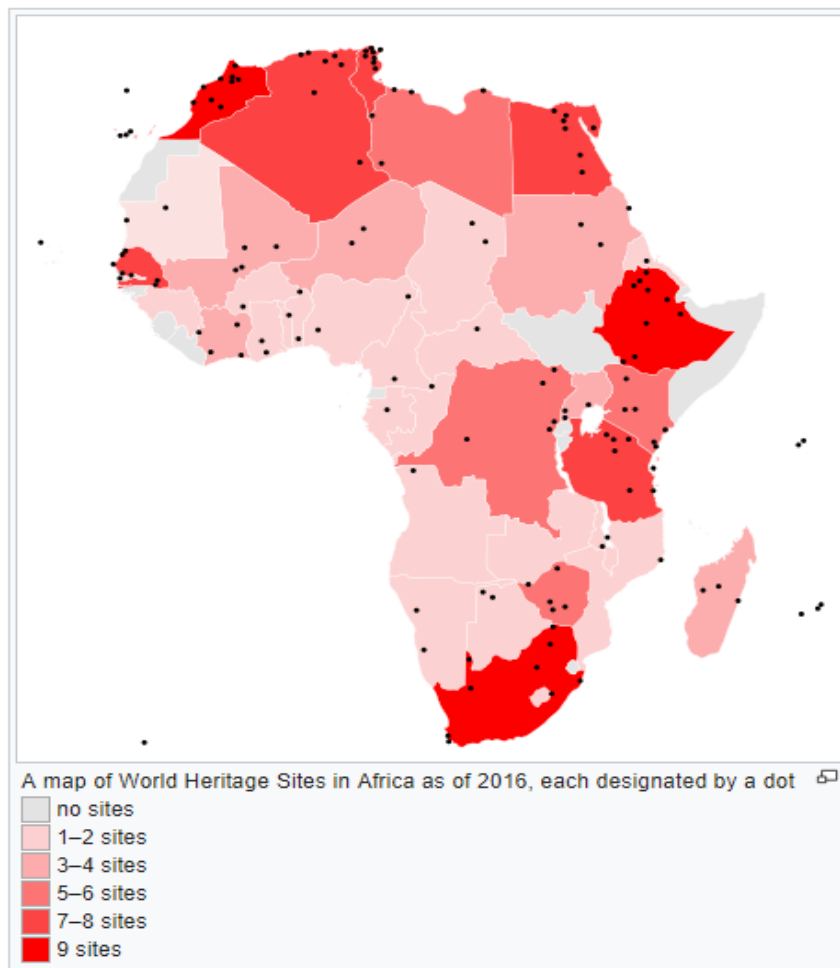 A map of World Heritage Sites in Africa as of 2016, each designated by a dot
no sites
1–2 sites
3–4 sites
5–6 sites
7–8 sites
9 sites